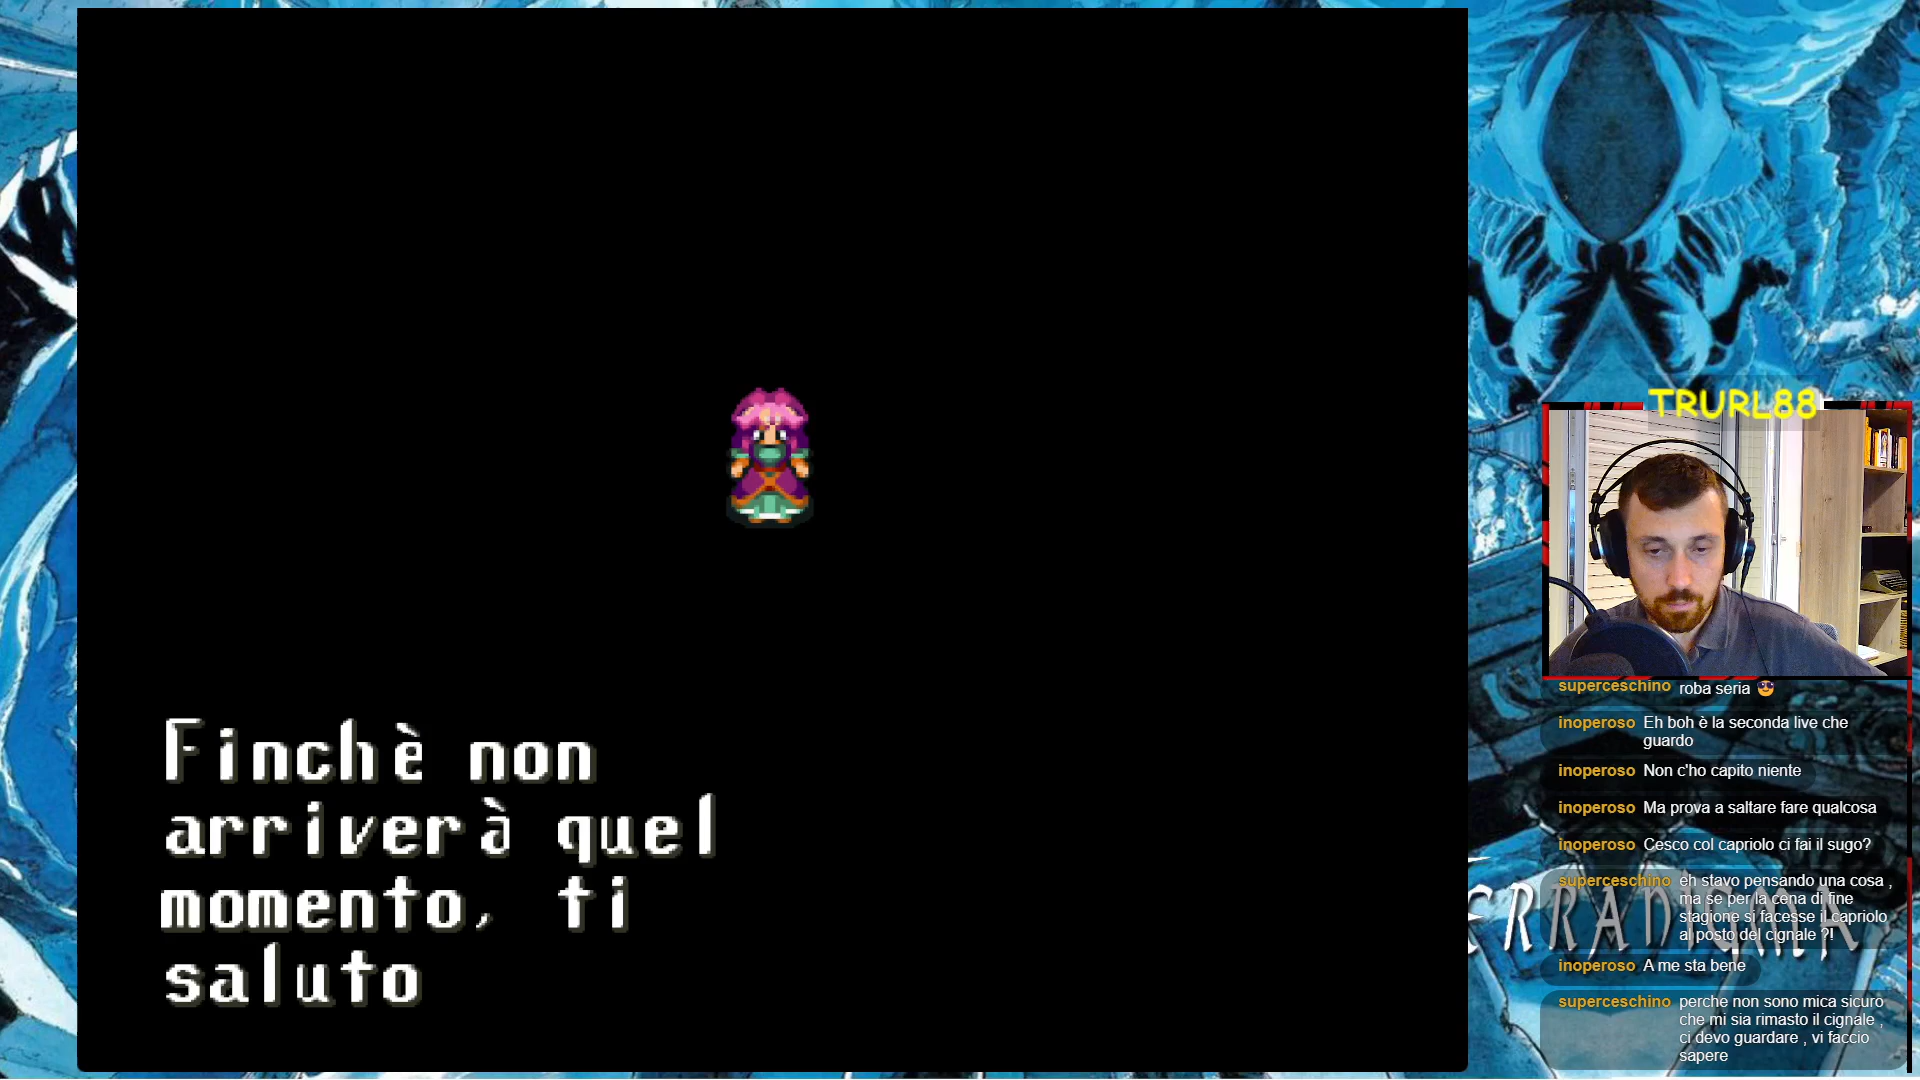 Finchè non
arriverà quel
momento, ti
saluto
TRURL88
superceschino roba seria
inoperoso Eh boh è la seconda live che
guardo
inoperoso Non c'ho capito niente
inoperoso Ma prova a saltare fare qualcosa
inoperoso Cesco col capriolo ci fai il sugo?
superceschino eh stavo pensando una cosa ,
ma se per la cena di fine
stagione si facesse il capriolo
al posto del cignale ?!
ERRANIGMA
inoperoso A me sta bene
superceschino perche non sono mica sicuro
che mi sia rimasto il cignale ,
ci devo guardare , vi faccio
sapere